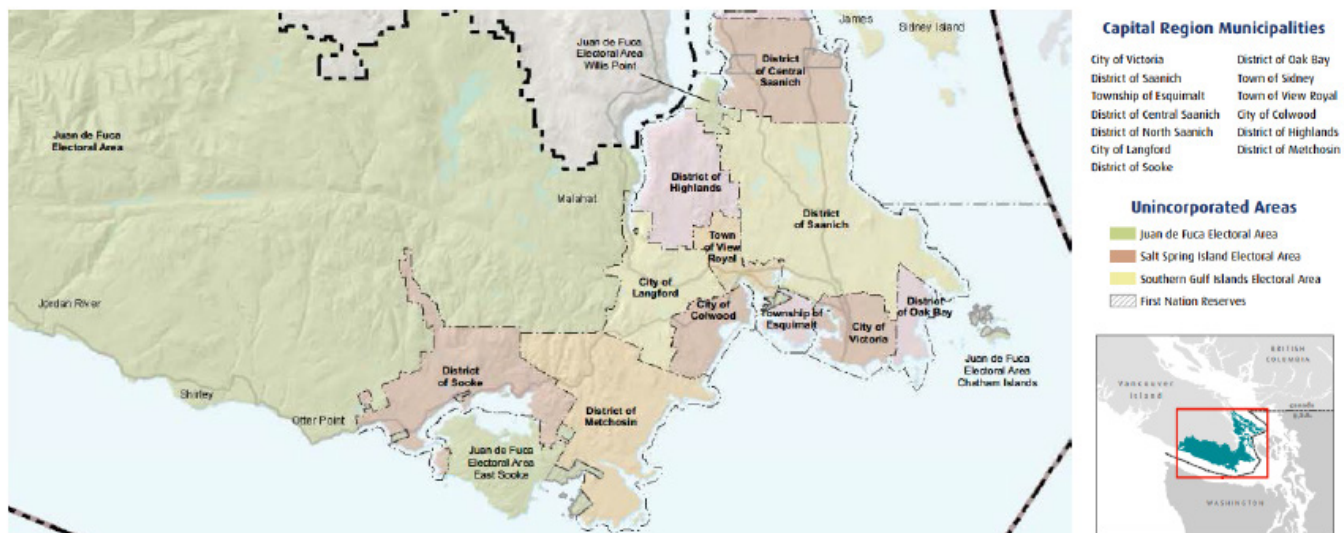 James
Sidney Island
Juan de Fuca
Electoral Area
Willis Point
District
of Central
Saanich
Juan de Fuca
Electoral Area
District of
Highlands
Malahat
District
of Saanich
Town
of View
Royal
City of
Langford
Jordan River
City of
Colwood
Township of
Esquimalt
City of
Victoria
District
of Oak Bay
Juan de Fuca
Electoral Area
Chatham Islands
District
of Sooke
Shirley
Otter Point
District of
Metchosin
Juan de Fuca
Electoral Area
East Sooke
Capital Region Municipalities
City of Victoria
District of Saanich
Township of Esquimalt
District of Central Saanich
District of North Saanich
City of Langford
District of Sooke
District of Oak Bay
Town of Sidney
Town of View Royal
City of Colwood
District of Highlands
District of Metchosin
Unincorporated Areas
Juan de Fuca Electoral Area
Salt Spring Island Electoral Area
Southern Gulf Islands Electoral Area
First Nation Reserves
BRITISH
COLUMBIA
Vancouver
Island
canada
U.S.A.
WASHINGTON